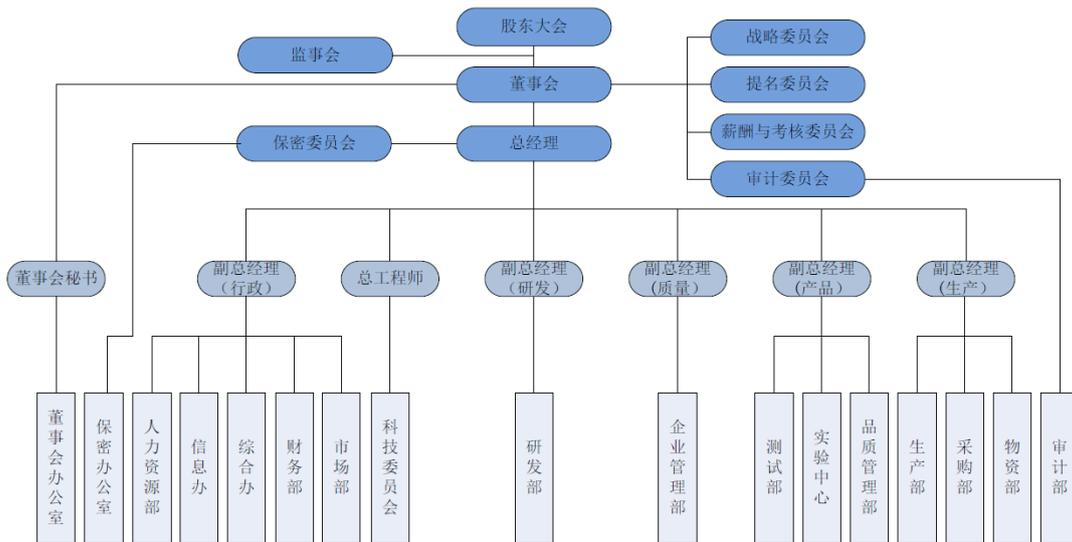 股东大会
监事会
战略委员会
董事会
提名委员会
薪酬与考核委员会
保密委员会
总经理
审计委员会
董事会秘书
副总经理
（行政）
总工程师
副总经理
（研发）
副总经理
(质量）
副总经理
(产品）
副总经理
(生产）
董事会办公室
保密办公室
人力资源部
信息办
综合办
财务部
市场部
科技委员会
研发部
企业管理部
测试部
实验中心
品质管理部
生产部
采购部
物资部
审计部